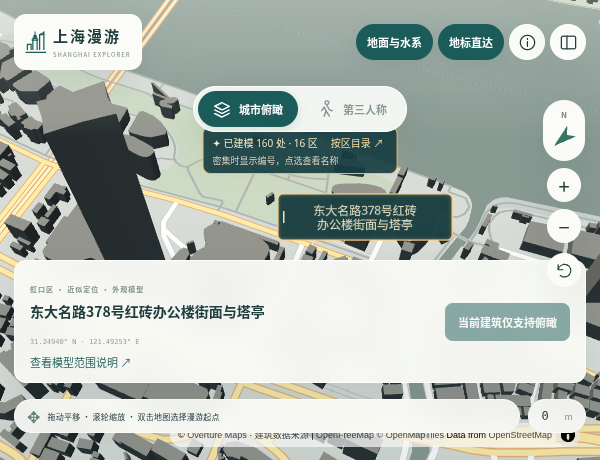 上海漫游
SHANGHAI EXPLORER
地面与水系
地标直达
城市俯瞰
第三人称
✦ 已建模 160 处 · 16 区 按区目录 ↗
密集时显示编号，点选查看名称
N
东大名路378号红砖
办公楼街面与塔亭
+
−
虹口区 · 近似定位 · 外观模型
东大名路378号红砖办公楼街面与塔亭
31.24940° N · 121.49253° E
当前建筑仅支持俯瞰
查看模型范围说明 ↗
拖动平移 · 滚轮缩放 · 双击地图选择漫游起点
0 m
© Overture Maps · 建筑数据来源 | OpenFreeMap © OpenMapTiles Data from OpenStreetMap